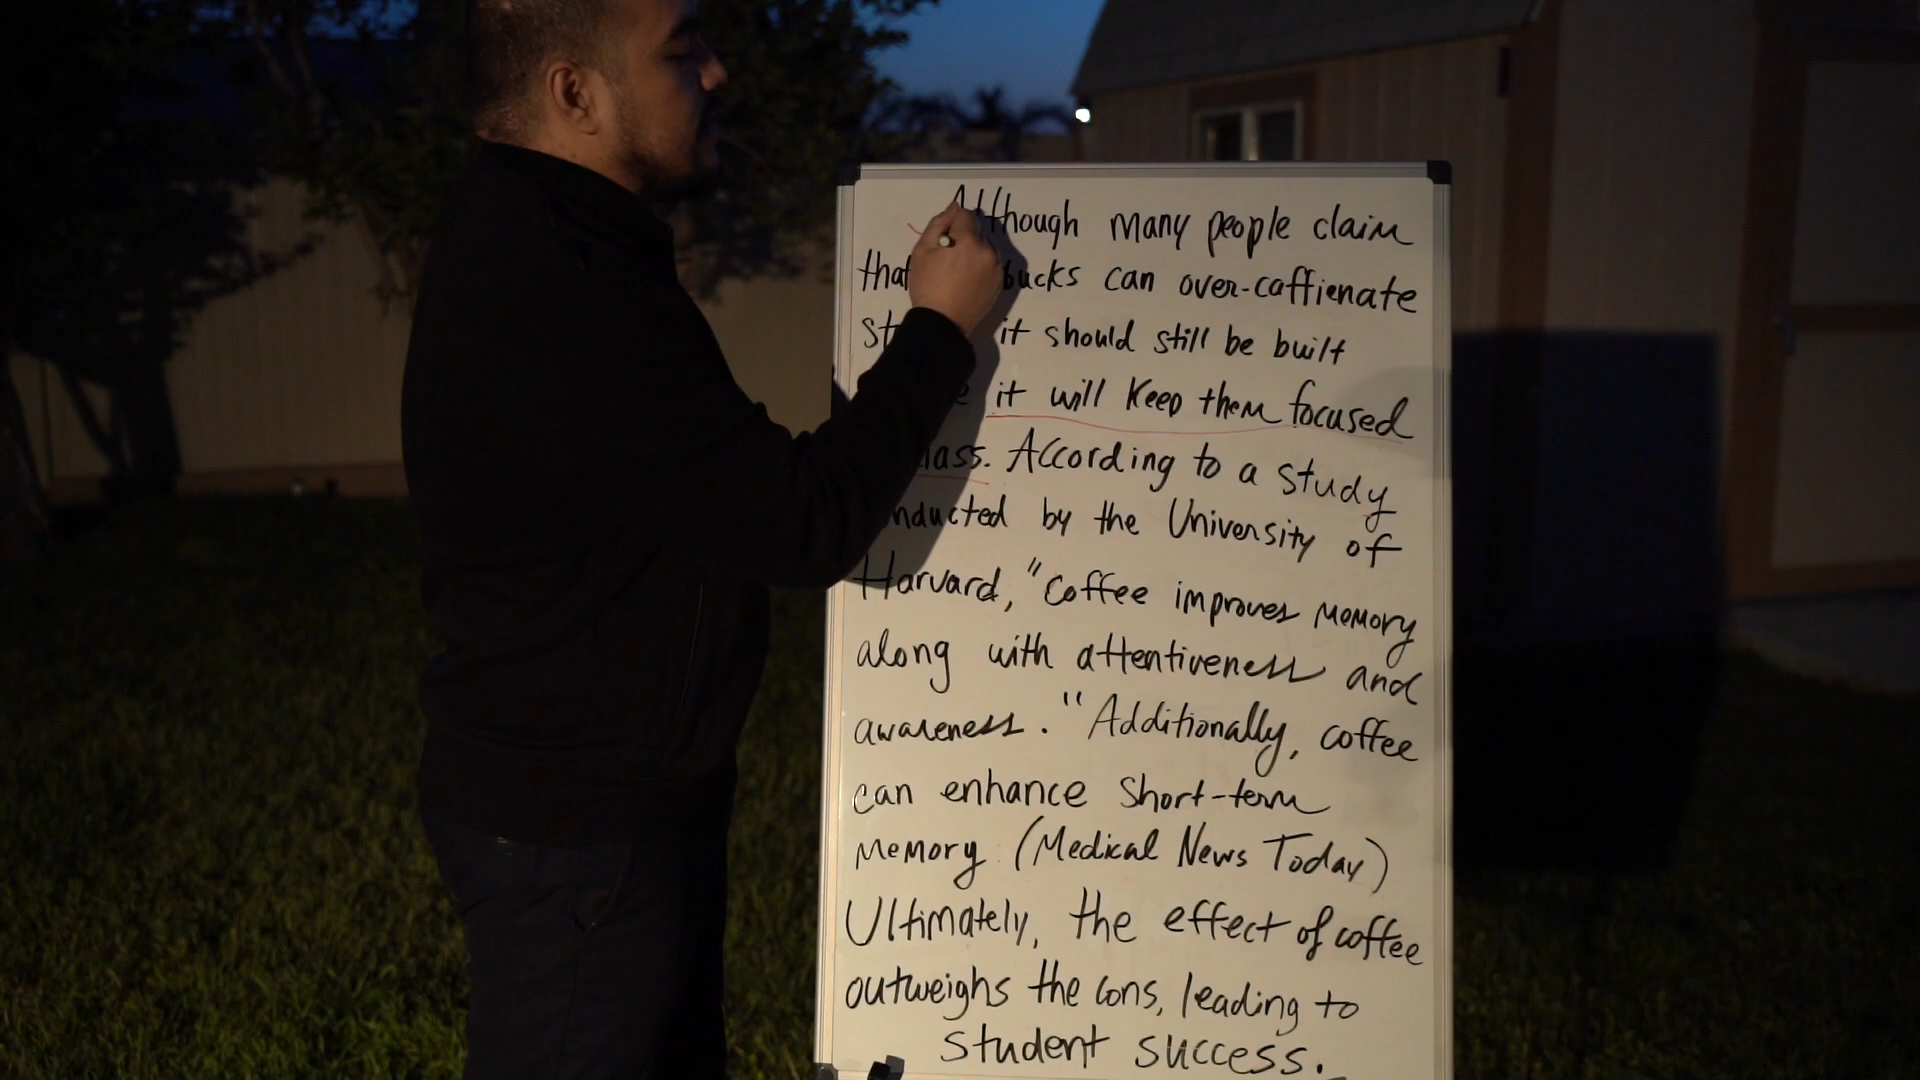 Although many people claim
that bucks can over-caffienate
st it should still be built
e it will keep them focused
lass. According to a study
nducted by the University of
Harvard, "Coffee improves memory
along with attentiveness and
awareness." Additionally, coffee
can enhance short-term
memory (Medical News Today)
Ultimately, the effect of coffee
outweighs the cons, leading to
student success.